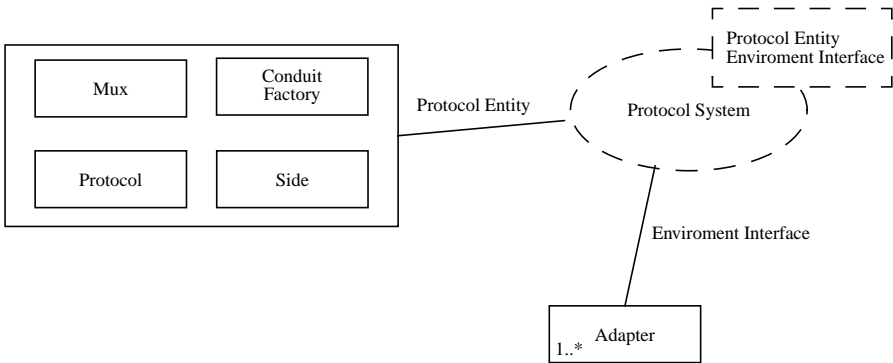 Protocol Entity
Enviroment Interface
Mux
Conduit
Factory
Protocol Entity
Protocol System
Protocol
Side
Enviroment Interface
Adapter
1..*